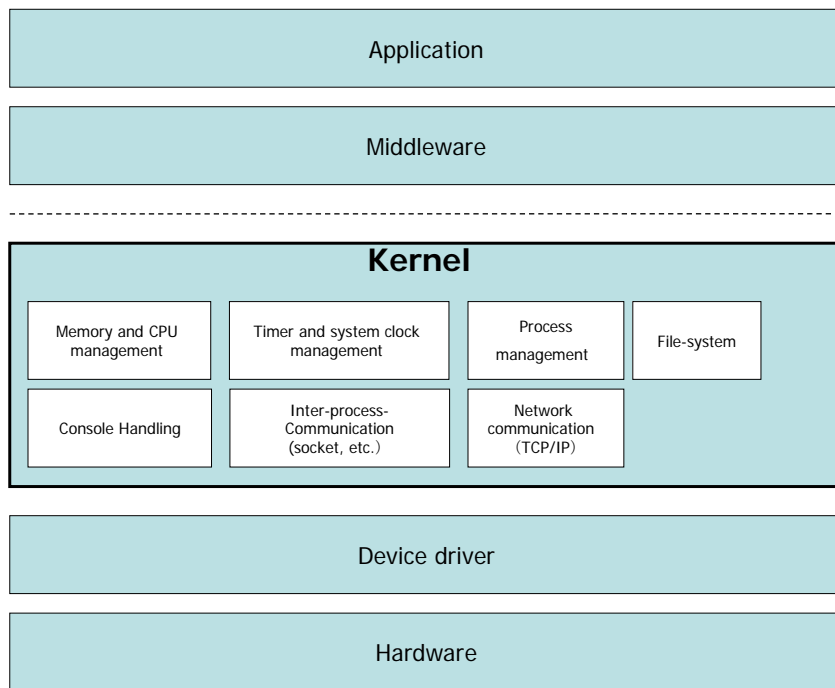 Application
Middleware
Kernel
Memory and CPU
management
Timer and system clock
management
Process
management
File-system
Console Handling
Inter-process-
Communication
(socket, etc.）
Network
communication
（TCP/IP）
Device driver
Hardware